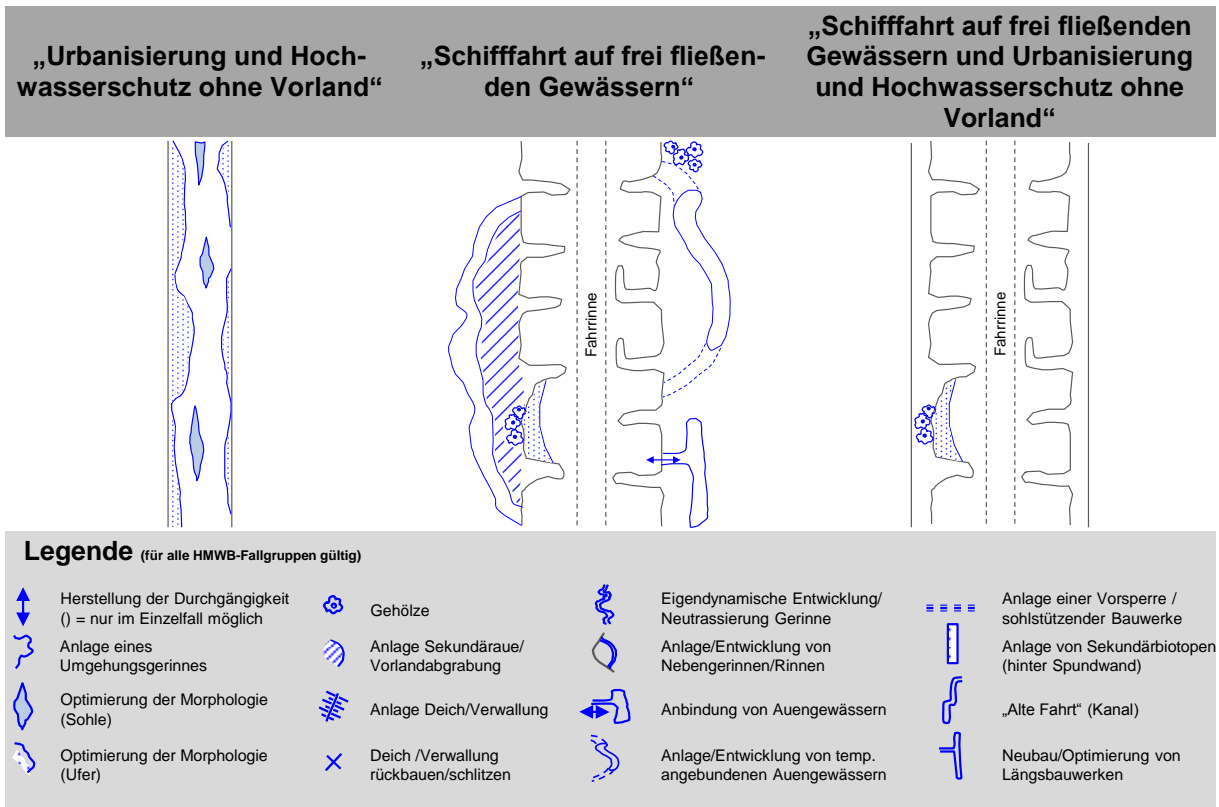 „Urbanisierung und Hoch-
wasserschutz ohne Vorland“
„Schifffahrt auf frei fließen-
den Gewässern“
„Schifffahrt auf frei fließenden
Gewässern und Urbanisierung
und Hochwasserschutz ohne
Vorland“
Fahrrinne
Fahrrinne
Legende (für alle HMWB-Fallgruppen gültig)
Herstellung der Durchgängigkeit
() = nur im Einzelfall möglich
Anlage eines
Umgehungsgerinnes
Optimierung der Morphologie
(Sohle)
Optimierung der Morphologie
(Ufer)
Gehölze
Anlage Sekundäraue/
Vorlandabgrabung
Anlage Deich/Verwallung
Deich /Verwallung
rückbauen/schlitzen
Eigendynamische Entwicklung/
Neutrassierung Gerinne
Anlage/Entwicklung von
Nebengerinnen/Rinnen
Anbindung von Auengewässern
Anlage/Entwicklung von temp.
angebundenen Auengewässern
Anlage einer Vorsperre /
sohlstützender Bauwerke
Anlage von Sekundärbiotopen
(hinter Spundwand)
„Alte Fahrt“ (Kanal)
Neubau/Optimierung von
Längsbauwerken